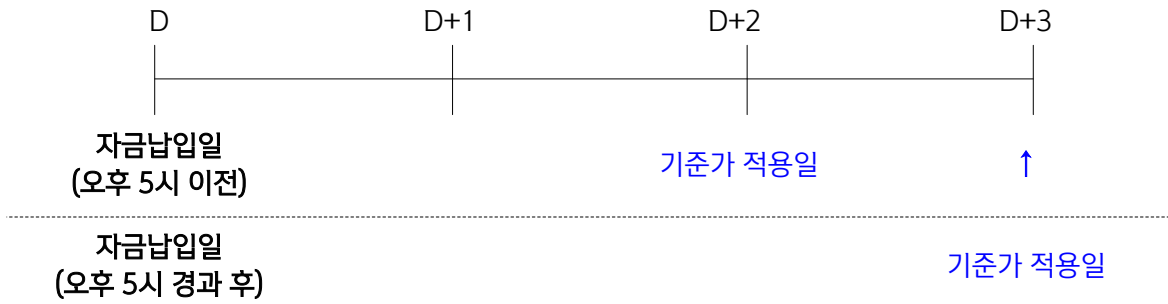 D D+1 D+2 D+3
자금납입일
(오후 5시 이전)
기준가 적용일 ↑
자금납입일
(오후 5시 경과 후)
기준가 적용일